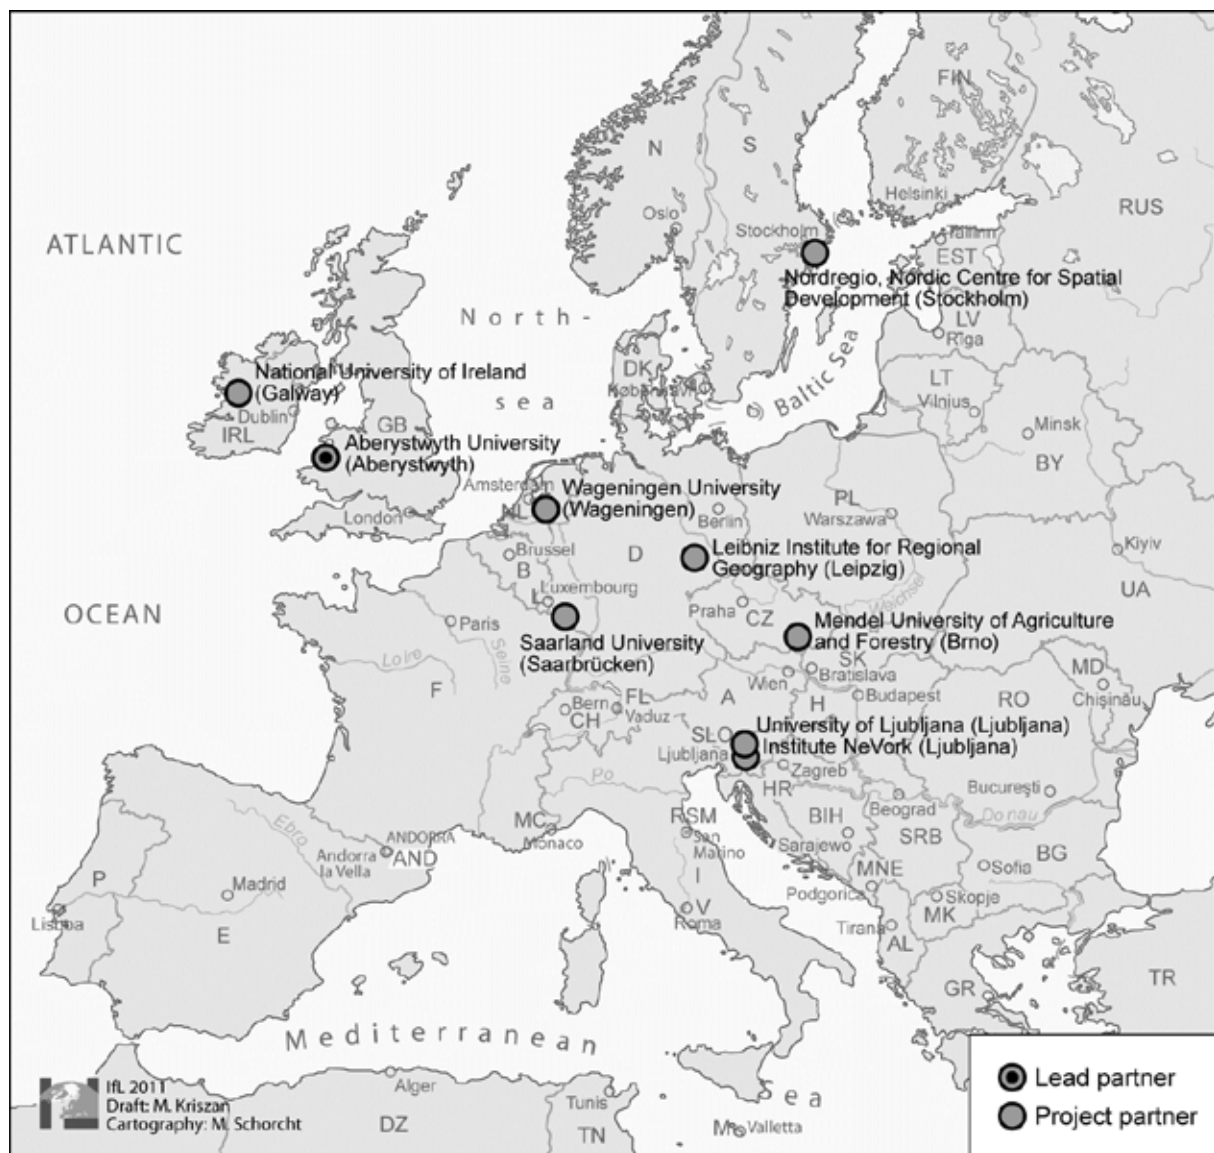 FIN
N
S
Helsinki
RUS
Oslo
ATLANTIC
Stockholm
Tallinn
EST
Nordregio, Nordic Centre for Spatial
Development (Stockholm)
North-
sea
LV
Rīga
DK
København
Baltic Sea
LT
Vilnius
Minsk
BY
National University of Ireland
(Galway)
Dublin
IRL
GB
Aberystwyth University
(Aberystwyth)
London
Amsterdam
NL
Wageningen University
(Wageningen)
Berlin
PL
Warszawa
Kiyiv
UA
Brussel
B
D
Leibniz Institute for Regional
Geography (Leipzig)
OCEAN
Luxembourg
L
Paris
Praha
CZ
Weichsel
Saarland University
(Saarbrücken)
Mendel University of Agriculture
and Forestry (Brno)
Loire
Seine
F
SK
Bratislava
Wien
MD
Chişinău
Bern
CH
FL
Vaduz
A
H
Budapest
RO
SLO
Ljubljana
University of Ljubljana (Ljubljana)
Institute NeVork (Ljubljana)
Po
Zagreb
HR
Bucureşti
Donau
Beograd
MC
Monaco
RSM
San
Marino
BIH
Sarajewo
SRB
Ebro
ANDORRA
Andorra
la Vella
AND
I
MNE
Podgorica
BG
Sofia
P
Madrid
V
Roma
Skopje
MK
Lisboa
E
Tirana
AL
GR
TR
Mediterranean
Sea
IfL 2011
Draft: M. Kriszan
Cartography: M. Schorcht
Alger
DZ
Tunis
TN
M
Valletta
Lead partner
Project partner